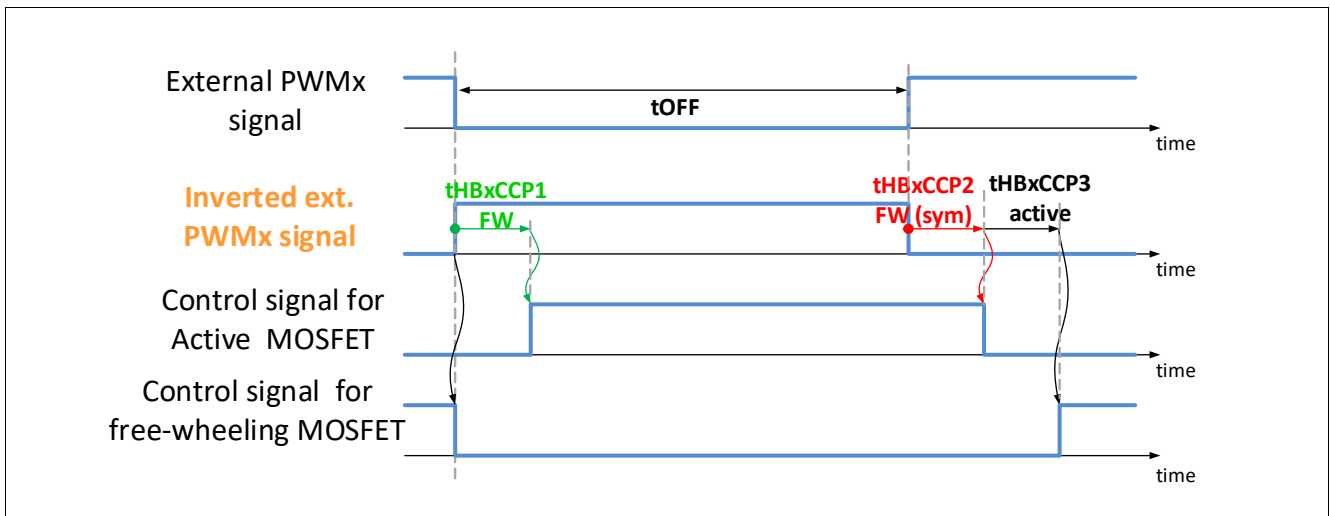 External PWMx
signal
tOFF
time
Inverted ext.
PWMx signal
tHBxCCP1
FW
tHBxCCP2
FW (sym)
tHBxCCP3
active
time
Control signal for
Active MOSFET
time
Control signal for
free-wheeling MOSFET
time